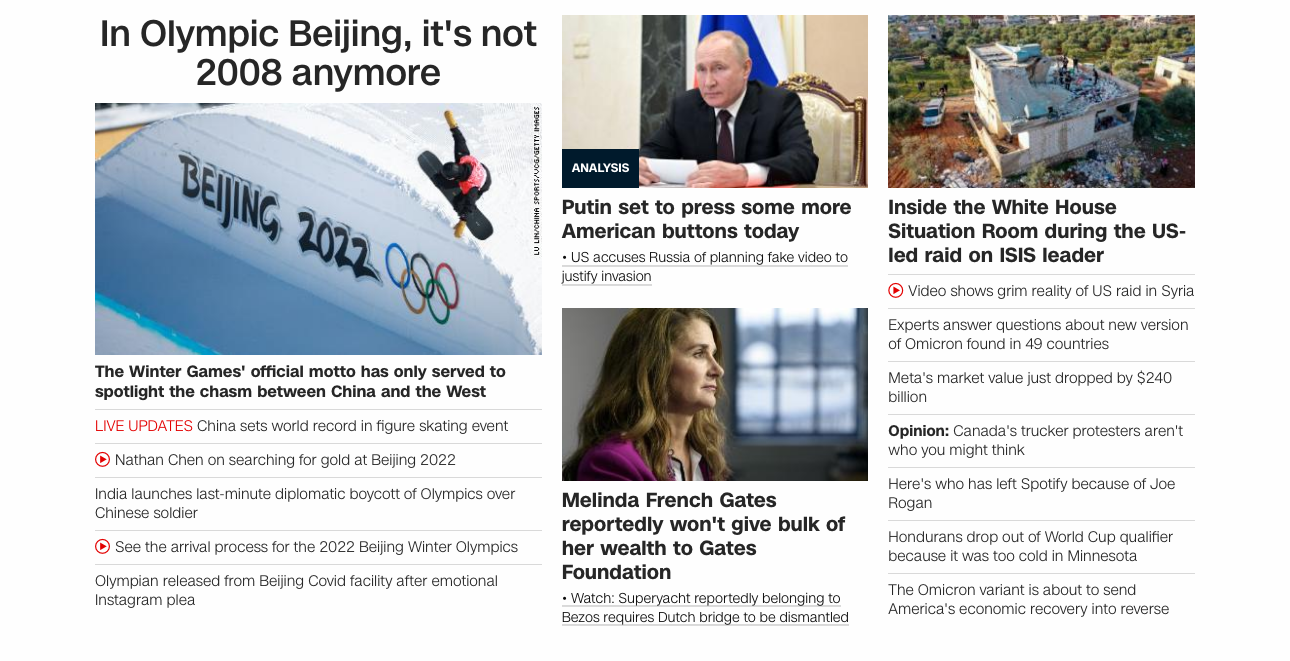 In Olympic Beijing, it's not
2008 anymore
BEIJING 2022
LU LIN/CHINA SPORTS/VCG/GETTY IMAGES
The Winter Games' official motto has only served to
spotlight the chasm between China and the West
LIVE UPDATES China sets world record in figure skating event
Nathan Chen on searching for gold at Beijing 2022
India launches last-minute diplomatic boycott of Olympics over
Chinese soldier
See the arrival process for the 2022 Beijing Winter Olympics
Olympian released from Beijing Covid facility after emotional
Instagram plea
ANALYSIS
Putin set to press some more
American buttons today
• US accuses Russia of planning fake video to
justify invasion
Melinda French Gates
reportedly won't give bulk of
her wealth to Gates
Foundation
• Watch: Superyacht reportedly belonging to
Bezos requires Dutch bridge to be dismantled
Inside the White House
Situation Room during the US-
led raid on ISIS leader
Video shows grim reality of US raid in Syria
Experts answer questions about new version
of Omicron found in 49 countries
Meta's market value just dropped by $240
billion
Opinion: Canada's trucker protesters aren't
who you might think
Here's who has left Spotify because of Joe
Rogan
Hondurans drop out of World Cup qualifier
because it was too cold in Minnesota
The Omicron variant is about to send
America's economic recovery into reverse